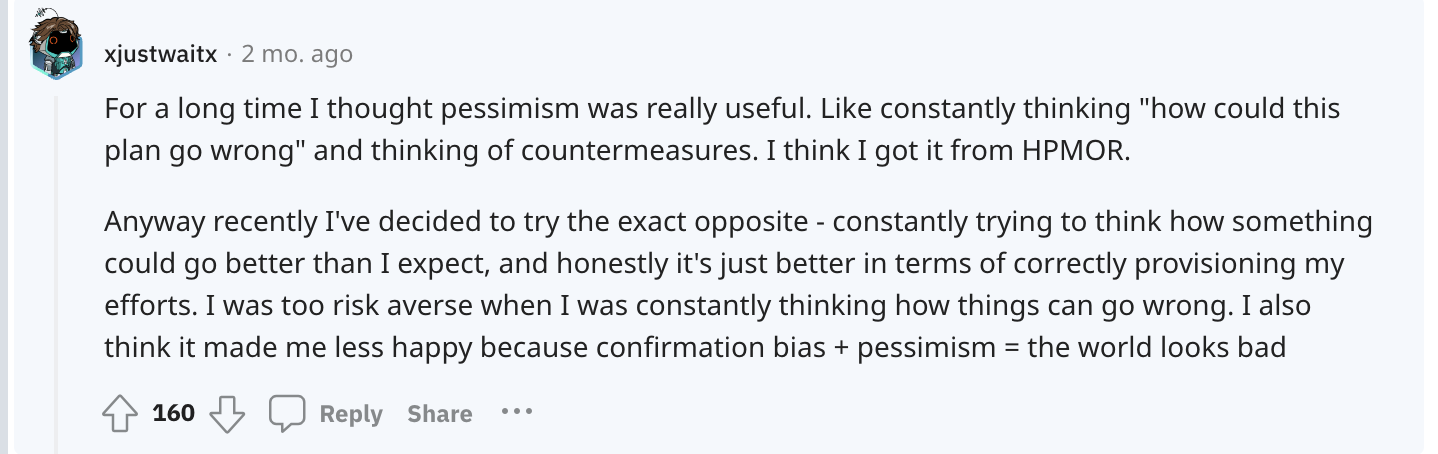 xjustwaitx · 2 mo. ago
For a long time I thought pessimism was really useful. Like constantly thinking "how could this
plan go wrong" and thinking of countermeasures. I think I got it from HPMOR.
Anyway recently I've decided to try the exact opposite - constantly trying to think how something
could go better than I expect, and honestly it's just better in terms of correctly provisioning my
efforts. I was too risk averse when I was constantly thinking how things can go wrong. I also
think it made me less happy because confirmation bias + pessimism = the world looks bad
160 Reply Share •••